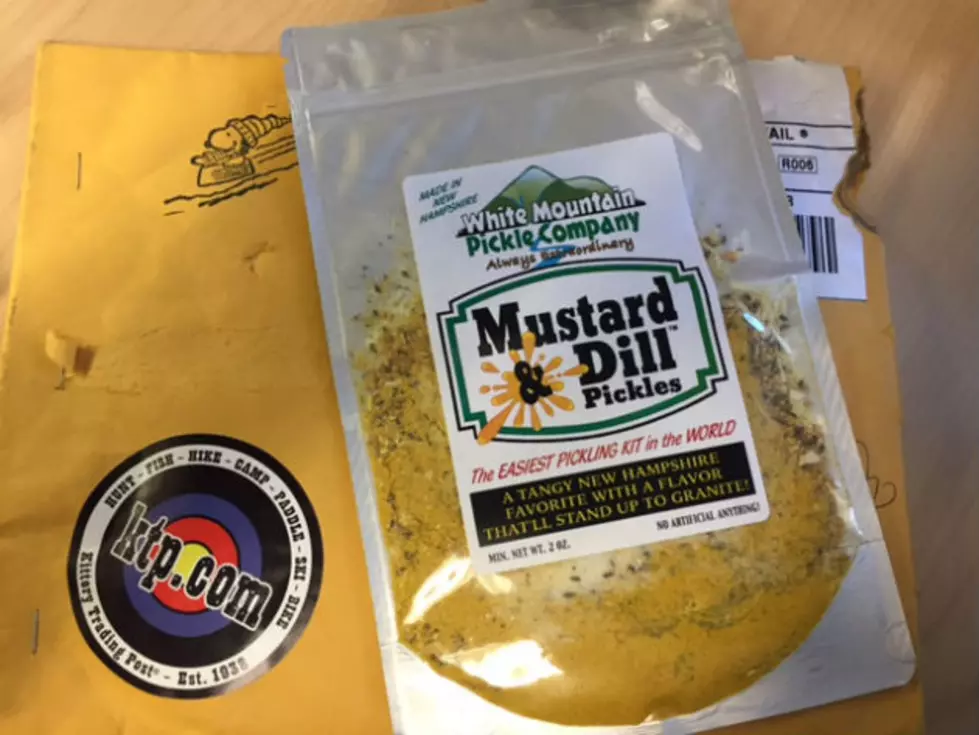 MADE IN
NEW
HAMPSHIRE
White Mountain
Pickle Company
Always Extraordinary
Mustard
& Dill™
Pickles
The EASIEST PICKLING KIT in the WORLD
A TANGY NEW HAMPSHIRE
FAVORITE WITH A FLAVOR
THAT'LL STAND UP TO GRANITE!
NO ARTIFICIAL ANYTHING!
MIN. NET WT. 2 OZ.
AIL ®
R006
HUNT - FISH - HIKE - CAMP - PADDLE - SKI - BIKE
ktp.com
Kittery Trading Post® - Est. 1938